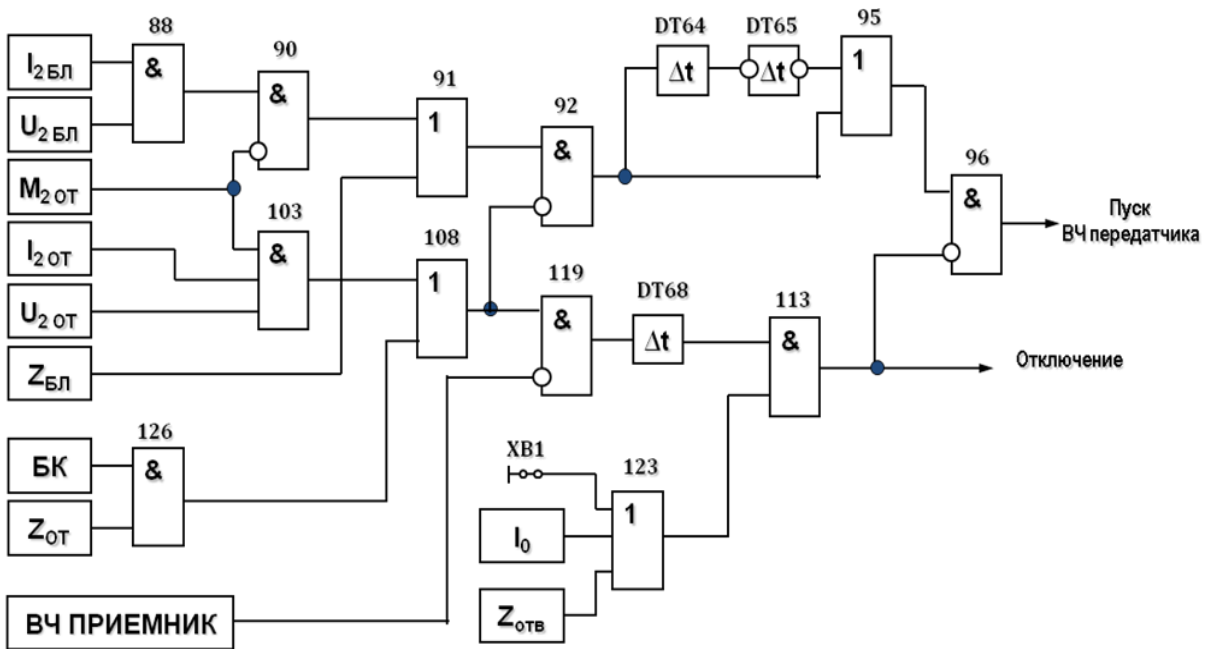 88
I2 БЛ
&
U2 БЛ
90
&
M2 ОТ
91
1
92
&
DT64
Δt
DT65
Δt
95
1
96
&
Пуск
ВЧ передатчика
I2 ОТ
103
&
U2 ОТ
108
1
ZБЛ
119
&
DT68
Δt
113
&
Отключение
БК
126
&
ZОТ
XB1
123
1
I0
Zотв
ВЧ ПРИЕМНИК